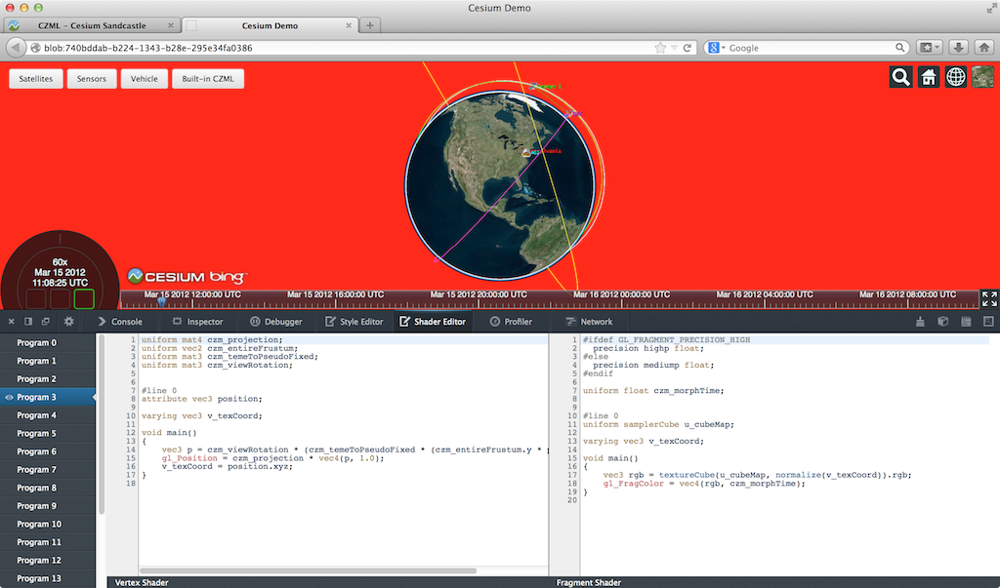 Cesium Demo
CZML – Cesium Sandcastle
Cesium Demo
blob:740bddab-b224-1343-b28e-295e34fa0386
Google
Satellites
Sensors
Vehicle
Built-in CZML
60x
Mar 15 2012
11:08:25 UTC
CESIUM bing™
Mar 15 2012 12:00:00 UTC
Mar 15 2012 16:00:00 UTC
Mar 15 2012 20:00:00 UTC
Mar 16 2012 00:00:00 UTC
Mar 16 2012 04:00:00 UTC
Mar 16 2012 08:00:00 UTC
Console
Inspector
Debugger
Style Editor
Shader Editor
Profiler
Network
Program 0
Program 1
Program 2
Program 3
Program 4
Program 5
Program 6
Program 7
Program 8
Program 9
Program 10
Program 11
Program 12
Program 13
1 uniform mat4 czm_projection;
2 uniform vec2 czm_entireFrustum;
3 uniform mat3 czm_temeToPseudoFixed;
4 uniform mat3 czm_viewRotation;
5
6
7 #line 0
8 attribute vec3 position;
9
10 varying vec3 v_texCoord;
11
12 void main()
13 {
14 vec3 p = czm_viewRotation * (czm_temeToPseudoFixed * (czm_entireFrustum.y *
15 gl_Position = czm_projection * vec4(p, 1.0);
16 v_texCoord = position.xyz;
17 }
18
Vertex Shader
1 #ifdef GL_FRAGMENT_PRECISION_HIGH
2 precision highp float;
3 #else
4 precision mediump float;
5 #endif
6
7 uniform float czm_morphTime;
8
9
10 #line 0
11 uniform samplerCube u_cubeMap;
12
13 varying vec3 v_texCoord;
14
15 void main()
16 {
17 vec3 rgb = textureCube(u_cubeMap, normalize(v_texCoord)).rgb;
18 gl_FragColor = vec4(rgb, czm_morphTime);
19 }
20
Fragment Shader